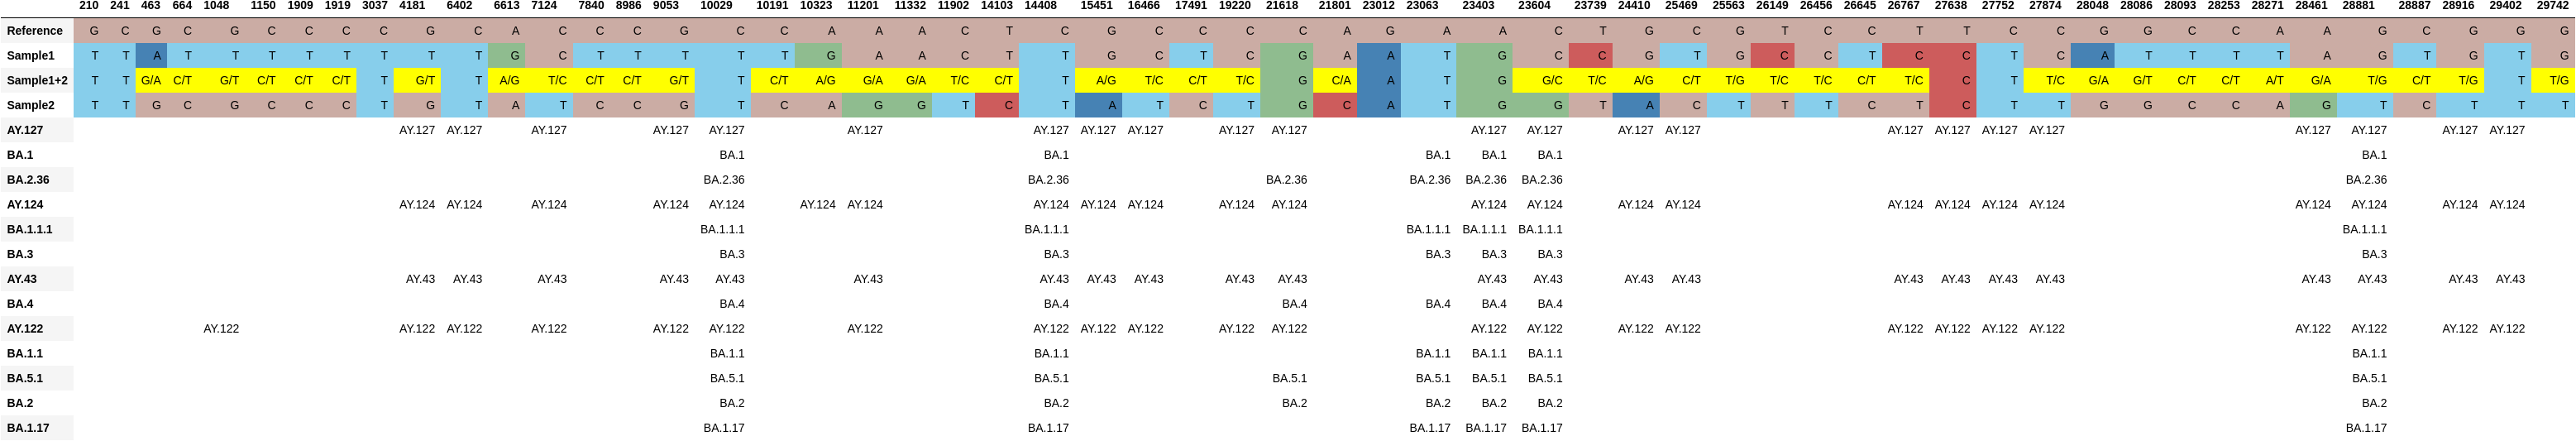 210 241 463 664 1048 1150 1909 1919 3037 4181 6402 6613 7124 7840 8986 9053 10029 10191 10323 11201 11332 11902 14103 14408 15451 16466 17491 19220 21618 21801 23012 23063 23403 23604 23739 24410 25469 25563 26149 26456 26645 26767 27638 27752 27874 28048 28086 28093 28253 28271 28461 28881 28887 28916 29402 29742
Reference G C G C G C C C C G C A C C C G C C A A A C T C G C C C C A G A A C T G C G T C C T T C C G G C C A A G C G G G
Sample1 T T A T T T T T T T T G C T T T T T G A A C T T G C T C G A A T G C C G T G C C T C C T C A T T T T A G T G T G
Sample1+2 T T G/A C/T G/T C/T C/T C/T T G/T T A/G T/C C/T C/T G/T T C/T A/G G/A G/A T/C C/T T A/G T/C C/T T/C G C/A A T G G/C T/C A/G C/T T/G T/C T/C C/T T/C C T T/C G/A G/T C/T C/T A/T G/A T/G C/T T/G T T/G
Sample2 T T G C G C C C T G T A T C C G T C A G G T C T A T C T G C A T G G T A C T T T C T C T T G G C C A G T C T T T
AY.127 AY.127 AY.127 AY.127 AY.127 AY.127 AY.127 AY.127 AY.127 AY.127 AY.127 AY.127 AY.127 AY.127 AY.127 AY.127 AY.127 AY.127 AY.127 AY.127 AY.127 AY.127 AY.127 AY.127
BA.1 BA.1 BA.1 BA.1 BA.1 BA.1 BA.1
BA.2.36 BA.2.36 BA.2.36 BA.2.36 BA.2.36 BA.2.36 BA.2.36 BA.2.36
AY.124 AY.124 AY.124 AY.124 AY.124 AY.124 AY.124 AY.124 AY.124 AY.124 AY.124 AY.124 AY.124 AY.124 AY.124 AY.124 AY.124 AY.124 AY.124 AY.124 AY.124 AY.124 AY.124 AY.124 AY.124
BA.1.1.1 BA.1.1.1 BA.1.1.1 BA.1.1.1 BA.1.1.1 BA.1.1.1 BA.1.1.1
BA.3 BA.3 BA.3 BA.3 BA.3 BA.3 BA.3
AY.43 AY.43 AY.43 AY.43 AY.43 AY.43 AY.43 AY.43 AY.43 AY.43 AY.43 AY.43 AY.43 AY.43 AY.43 AY.43 AY.43 AY.43 AY.43 AY.43 AY.43 AY.43 AY.43 AY.43
BA.4 BA.4 BA.4 BA.4 BA.4 BA.4 BA.4 BA.4
AY.122 AY.122 AY.122 AY.122 AY.122 AY.122 AY.122 AY.122 AY.122 AY.122 AY.122 AY.122 AY.122 AY.122 AY.122 AY.122 AY.122 AY.122 AY.122 AY.122 AY.122 AY.122 AY.122 AY.122 AY.122
BA.1.1 BA.1.1 BA.1.1 BA.1.1 BA.1.1 BA.1.1 BA.1.1
BA.5.1 BA.5.1 BA.5.1 BA.5.1 BA.5.1 BA.5.1 BA.5.1 BA.5.1
BA.2 BA.2 BA.2 BA.2 BA.2 BA.2 BA.2 BA.2
BA.1.17 BA.1.17 BA.1.17 BA.1.17 BA.1.17 BA.1.17 BA.1.17